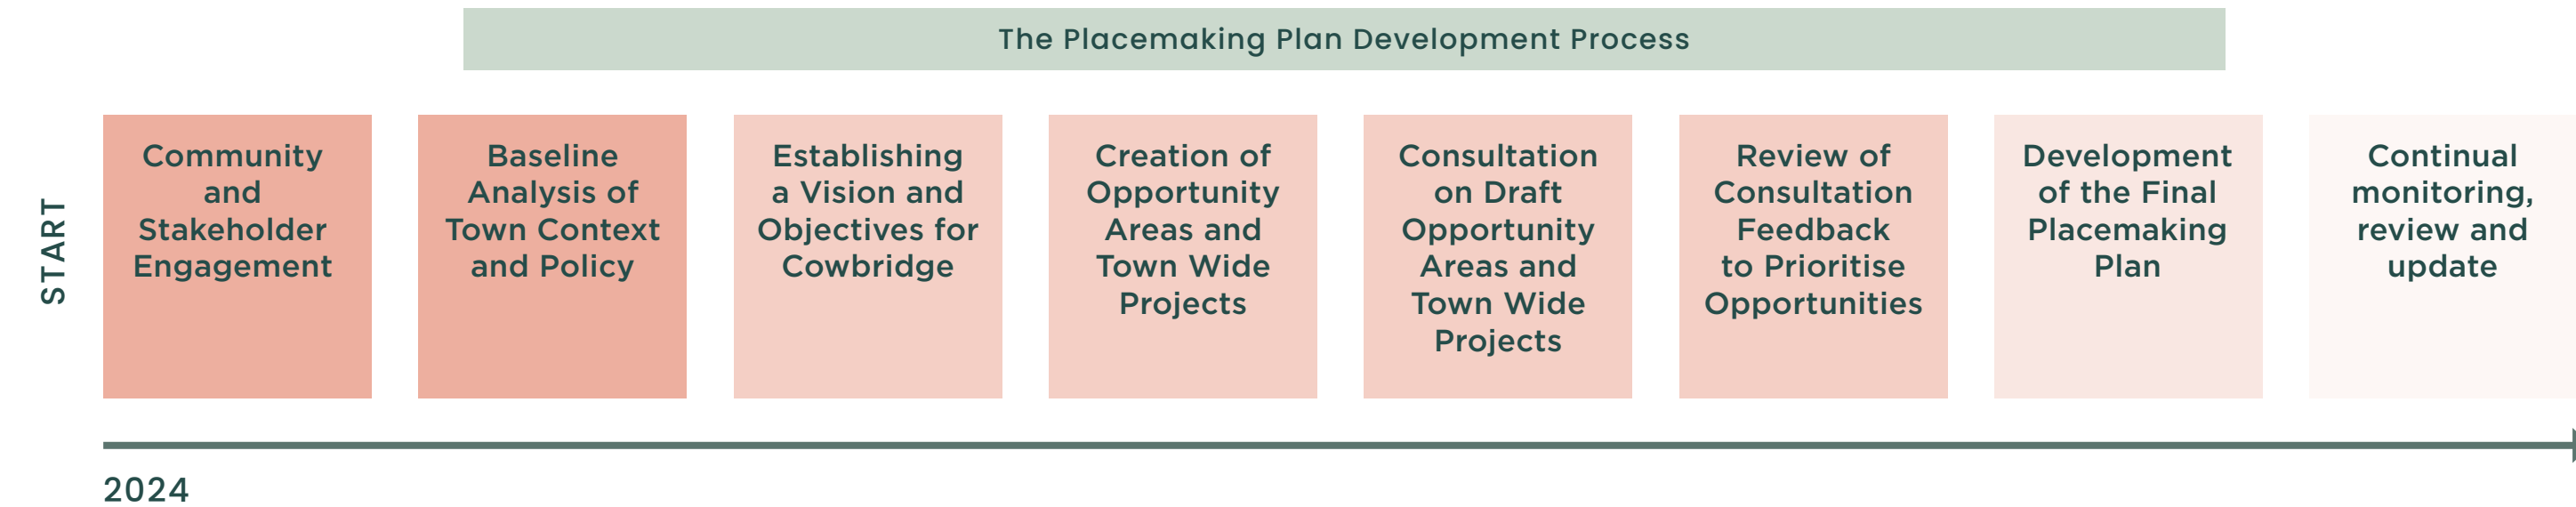 The Placemaking Plan Development Process
START
Community
and
Stakeholder
Engagement
Baseline
Analysis of
Town Context
and Policy
Establishing
a Vision and
Objectives for
Cowbridge
Creation of
Opportunity
Areas and
Town Wide
Projects
Consultation
on Draft
Opportunity
Areas and
Town Wide
Projects
Review of
Consultation
Feedback
to Prioritise
Opportunities
Development
of the Final
Placemaking
Plan
Continual
monitoring,
review and
update
2024